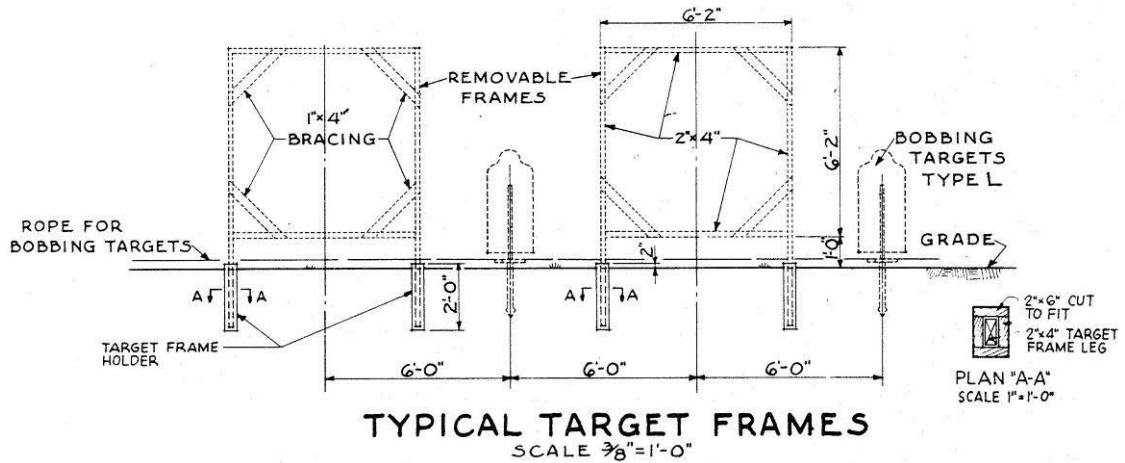 6'-2"
REMOVABLE
FRAMES
1"×4"
BRACING
2"×4"
6'-2"
BOBBING
TARGETS
TYPE L
ROPE FOR
BOBBING TARGETS
2"
1'-0"
GRADE
A A
2'-0"
A A
TARGET FRAME
HOLDER
2"×6" CUT
TO FIT
2"×4" TARGET
FRAME LEG
6'-0" 6'-0" 6'-0"
PLAN "A-A"
SCALE 1"=1'-0"
TYPICAL TARGET FRAMES
SCALE 3/8"=1'-0"